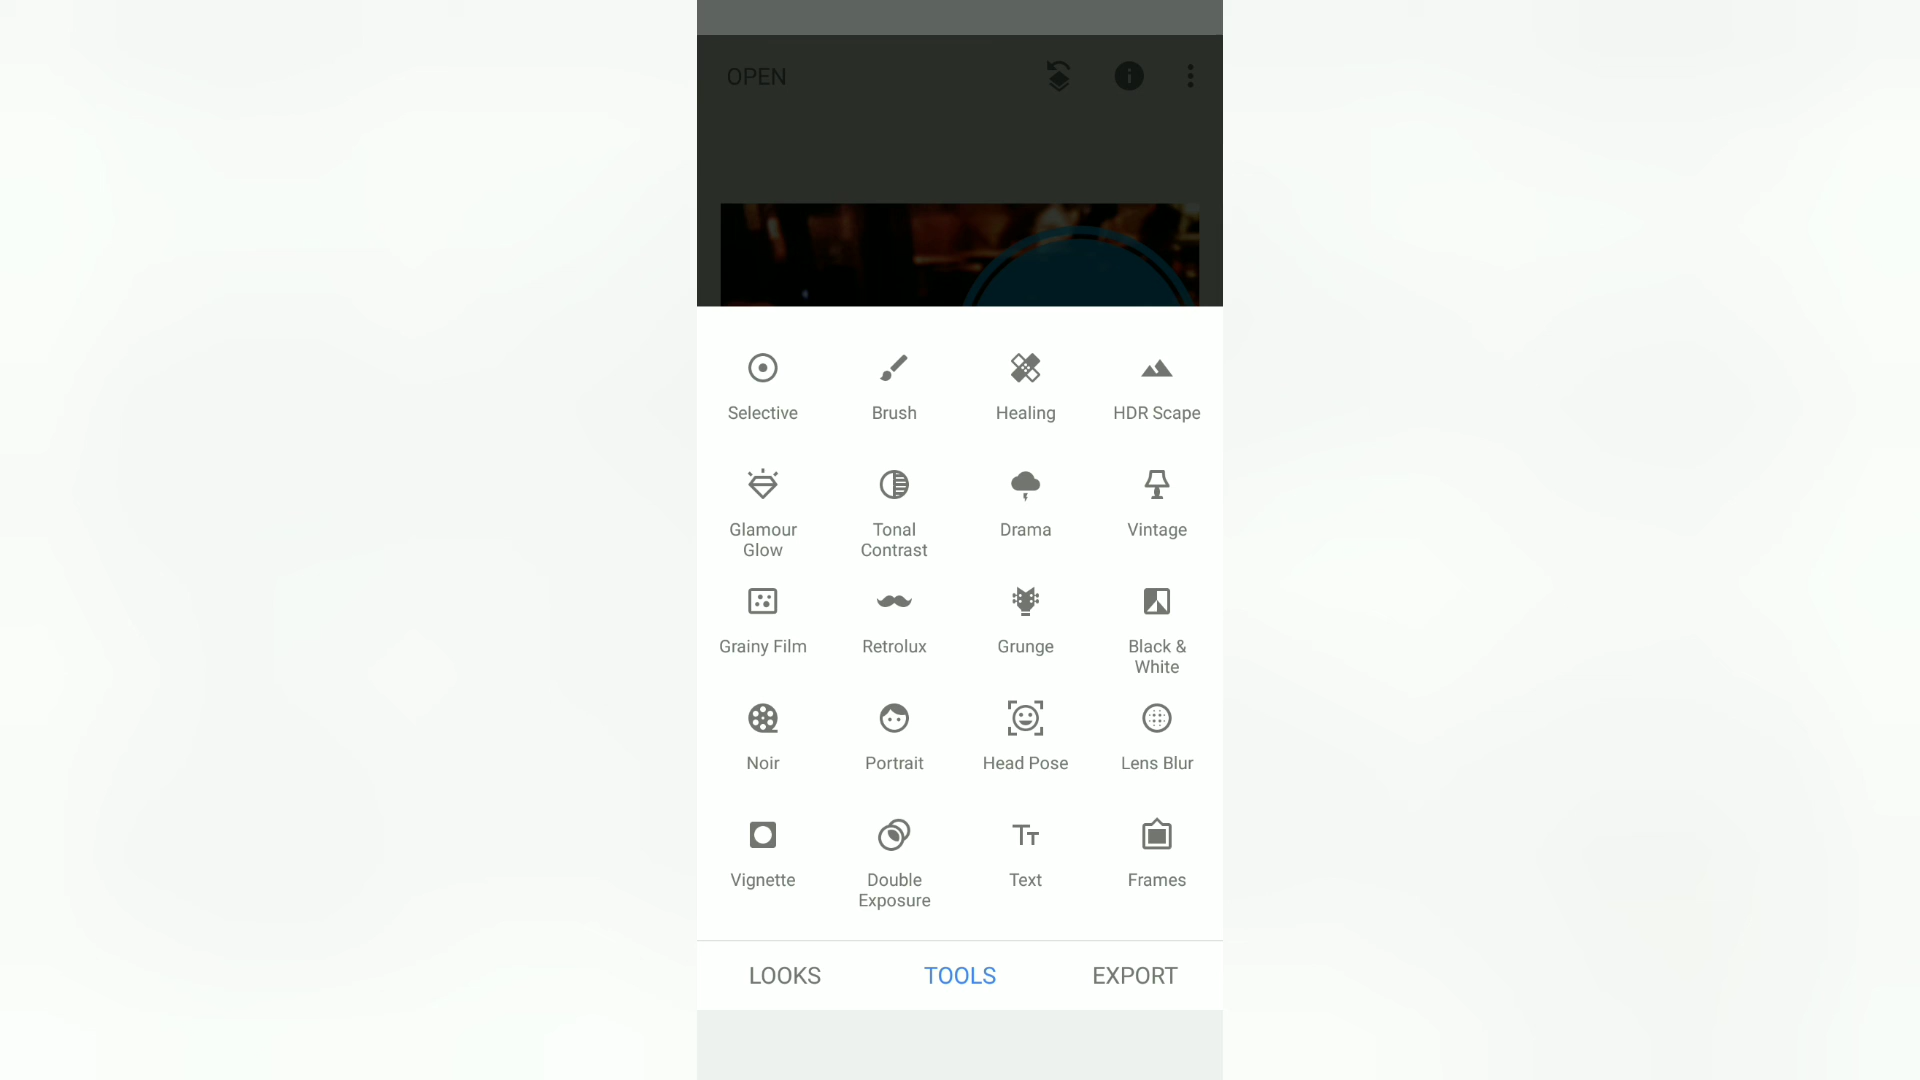 OPEN
Selective Brush Healing HDR Scape
Glamour Glow Tonal Contrast Drama Vintage
Grainy Film Retrolux Grunge Black & White
Noir Portrait Head Pose Lens Blur
Vignette Double Exposure Text Frames
LOOKS TOOLS EXPORT